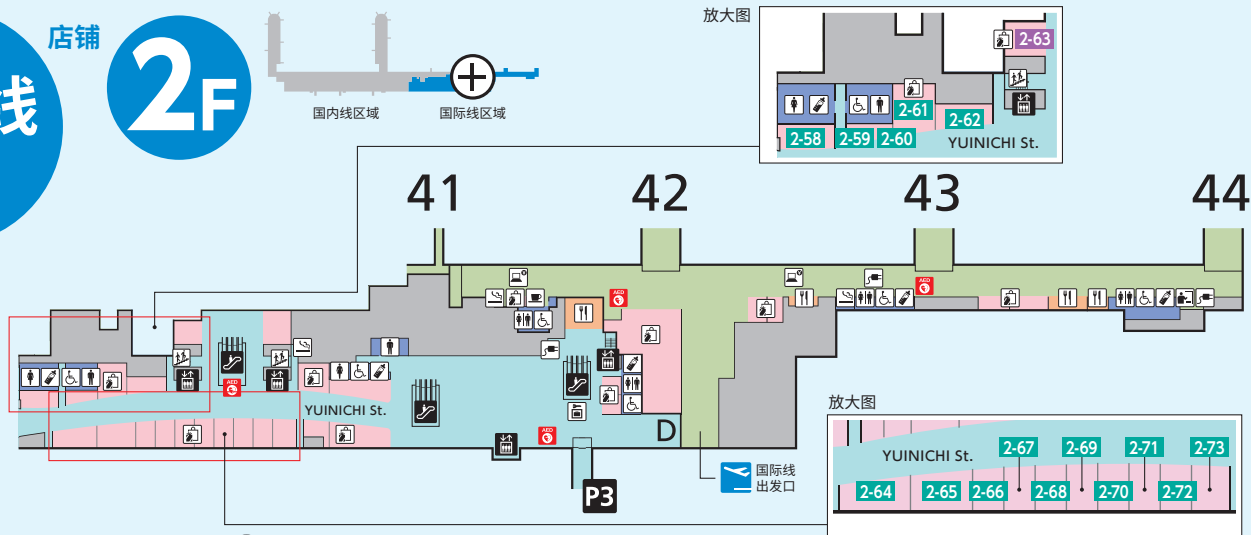 店铺
线
2F
国内线区域
国际线区域
放大图
2-63
2-61
2-62
2-58
2-59
2-60
YUINICHI St.
41
42
43
44
AED
AED
AED
YUINICHI St.
AED
D
P3
国际线
出发口
放大图
YUINICHI St.
2-67
2-69
2-71
2-73
2-64
2-65
2-66
2-68
2-70
2-72